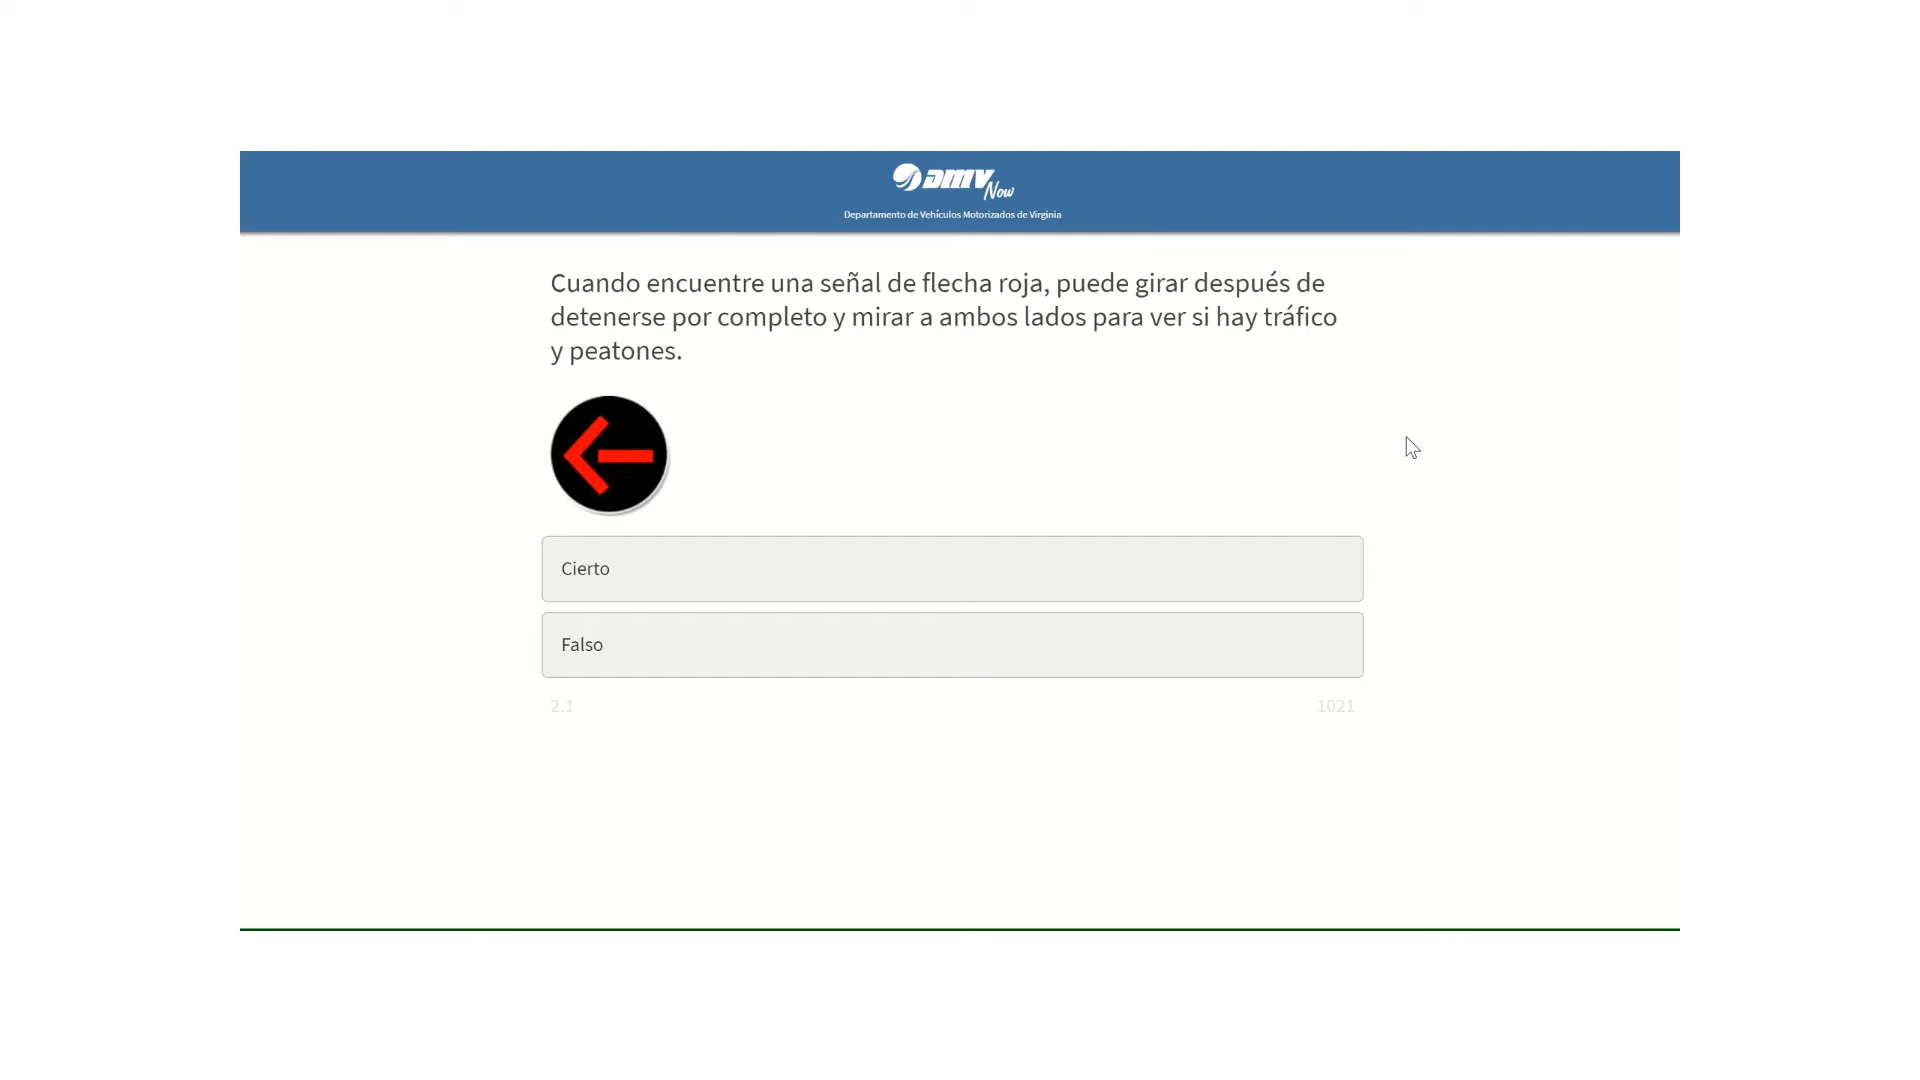 DMV Now
Departamento de Vehículos Motorizados de Virginia
Cuando encuentre una señal de flecha roja, puede girar después de
detenerse por completo y mirar a ambos lados para ver si hay tráfico
y peatones.
Cierto
Falso
2.1 1021